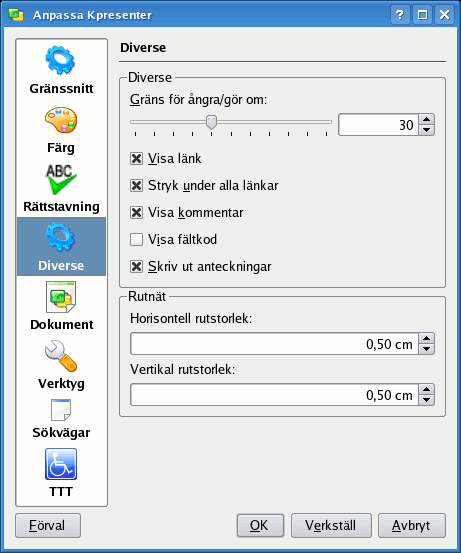 Anpassa Kpresenter
Gränssnitt
Färg
ABC
Rättstavning
Diverse
Dokument
Verktyg
Sökvägar
TTT
Diverse
Diverse
Gräns för ångra/gör om:
30
Visa länk
Stryk under alla länkar
Visa kommentar
Visa fältkod
Skriv ut anteckningar
Rutnät
Horisontell rutstorlek:
0,50 cm
Vertikal rutstorlek:
0,50 cm
Förval
OK
Verkställ
Avbryt